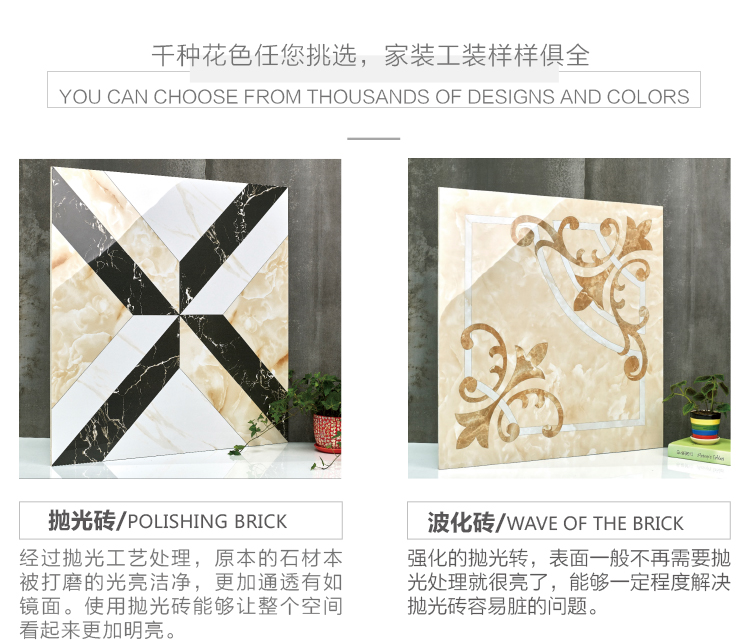 千种花色任您挑选，家装工装样样俱全
YOU CAN CHOOSE FROM THOUSANDS OF DESIGNS AND COLORS
抛光砖/POLISHING BRICK
经过抛光工艺处理，原本的石材本
被打磨的光亮洁净，更加通透有如
镜面。使用抛光砖能够让整个空间
看起来更加明亮。
波化砖/WAVE OF THE BRICK
强化的抛光转，表面一般不再需要抛
光处理就很亮了，能够一定程度解决
抛光砖容易脏的问题。